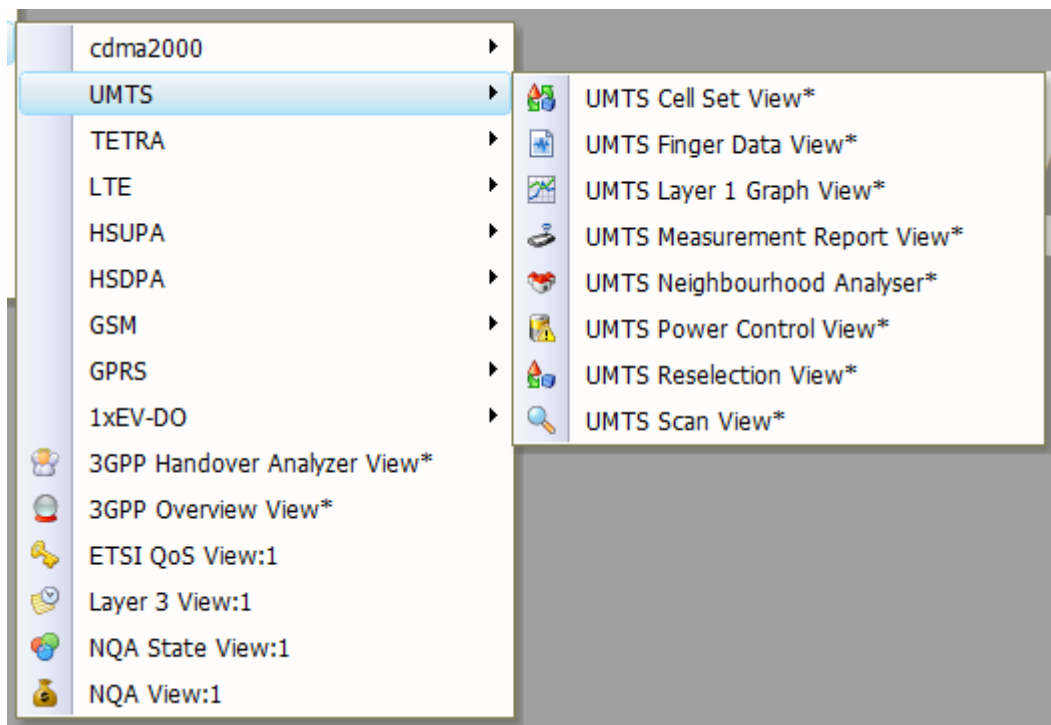 cdma2000
UMTS
TETRA
LTE
HSUPA
HSDPA
GSM
GPRS
1xEV-DO
3GPP Handover Analyzer View*
3GPP Overview View*
ETSI QoS View:1
Layer 3 View:1
NQA State View:1
NQA View:1
UMTS Cell Set View*
UMTS Finger Data View*
UMTS Layer 1 Graph View*
UMTS Measurement Report View*
UMTS Neighbourhood Analyser*
UMTS Power Control View*
UMTS Reselection View*
UMTS Scan View*